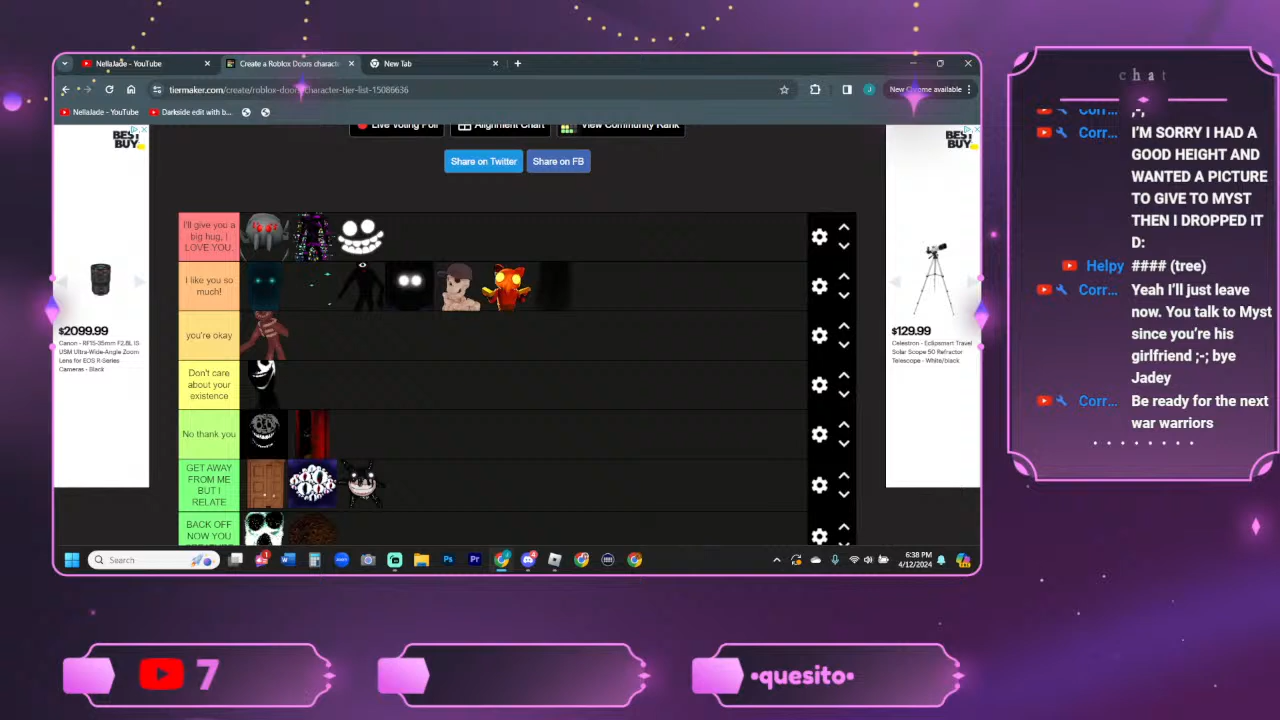 NellaJade - YouTube
Create a Roblox Doors charact
New Tab
tiermaker.com/create/roblox-doors-character-tier-list-15086636
New Chrome available
NellaJade - YouTube
Darkside edit with b...
BEST BUY
Live Voting Poll
Alignment Chart
View Community Rank
Share on Twitter
Share on FB
I'll give you a
big hug, I
LOVE YOU.
I like you so
much!
you're okay
Don't care
about your
existence
No thank you
GET AWAY
FROM ME
BUT I
RELATE
BACK OFF
NOW YOU
$2099.99
Canon - RF15-35mm F2.8L IS
USM Ultra-Wide-Angle Zoom
Lens for EOS R-Series
Cameras - Black
BEST BUY
$129.99
Celestron - Eclipsmart Travel
Solar Scope 50 Refractor
Telescope - White/black
Search
6:38 PM
4/12/2024
chat
Corr... ;-;
Corr... I'M SORRY I HAD A
GOOD HEIGHT AND
WANTED A PICTURE
TO GIVE TO MYST
THEN I DROPPED IT
D:
Helpy #### (tree)
Corr... Yeah I'll just leave
now. You talk to Myst
since you're his
girlfriend ;-; bye
Jadey
Corr... Be ready for the next
war warriors
7
•quesito•